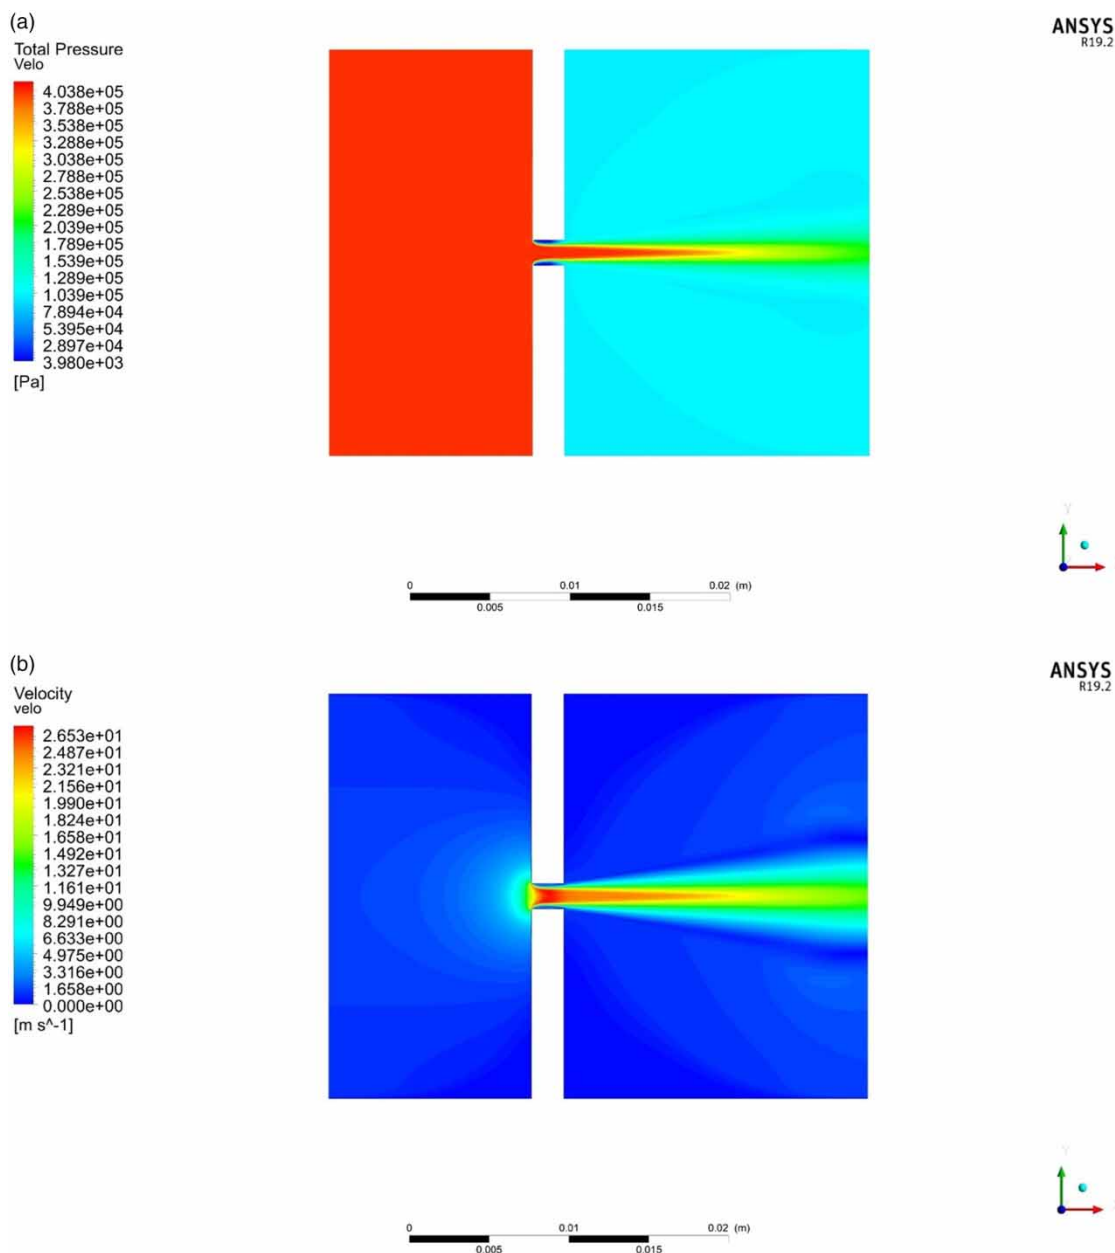 (a)
ANSYS
R19.2
Total Pressure
Velo
4.038e+05
3.788e+05
3.538e+05
3.288e+05
3.038e+05
2.788e+05
2.538e+05
2.289e+05
2.039e+05
1.789e+05
1.539e+05
1.289e+05
1.039e+05
7.894e+04
5.395e+04
2.897e+04
3.980e+03
[Pa]
Y
0 0.01 0.02 (m)
0.005 0.015
(b)
ANSYS
R19.2
Velocity
velo
2.653e+01
2.487e+01
2.321e+01
2.156e+01
1.990e+01
1.824e+01
1.658e+01
1.492e+01
1.327e+01
1.161e+01
9.949e+00
8.291e+00
6.633e+00
4.975e+00
3.316e+00
1.658e+00
0.000e+00
[m s^-1]
Y
0 0.01 0.02 (m)
0.005 0.015